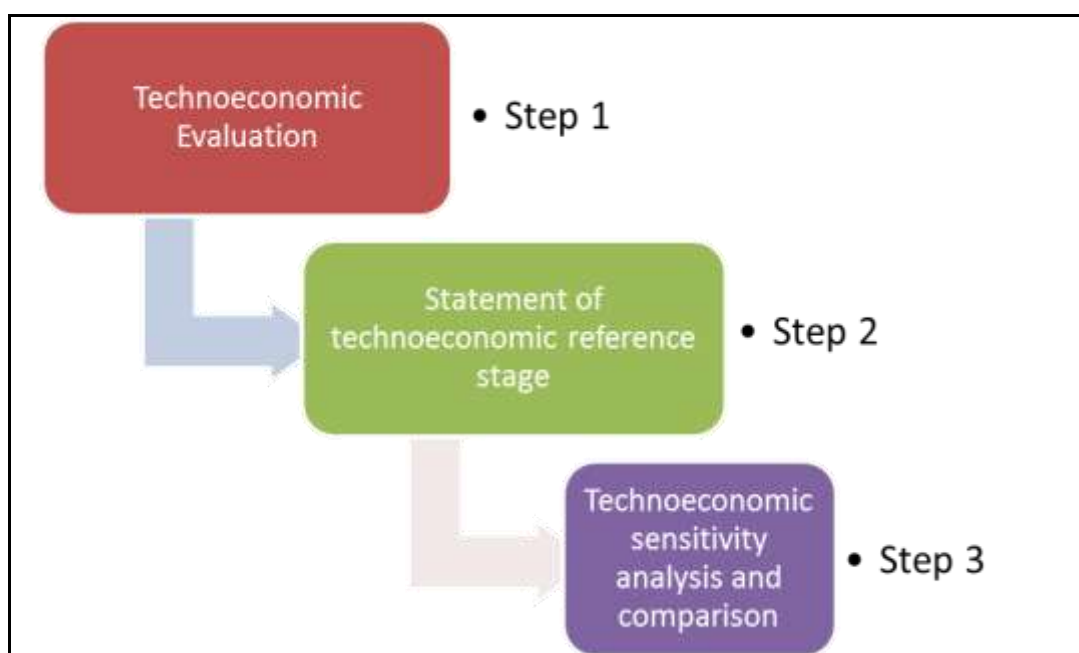 Technoeconomic
Evaluation
• Step 1
Statement of
technoeconomic reference
stage
• Step 2
Technoeconomic
sensitivity
analysis and
comparison
• Step 3